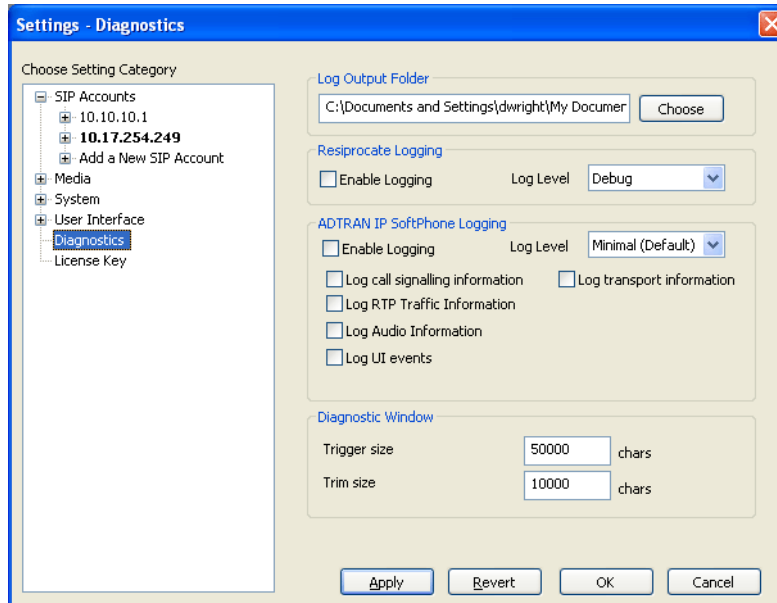 Settings - Diagnostics
Choose Setting Category
SIP Accounts
10.10.10.1
10.17.254.249
Add a New SIP Account
Media
System
User Interface
Diagnostics
License Key
Log Output Folder
C:\Documents and Settings\dwright\My Documer
Choose
Resiprocate Logging
Enable Logging Log Level Debug
ADTRAN IP SoftPhone Logging
Enable Logging Log Level Minimal (Default)
Log call signalling information Log transport information
Log RTP Traffic Information
Log Audio Information
Log UI events
Diagnostic Window
Trigger size 50000 chars
Trim size 10000 chars
Apply Revert OK Cancel